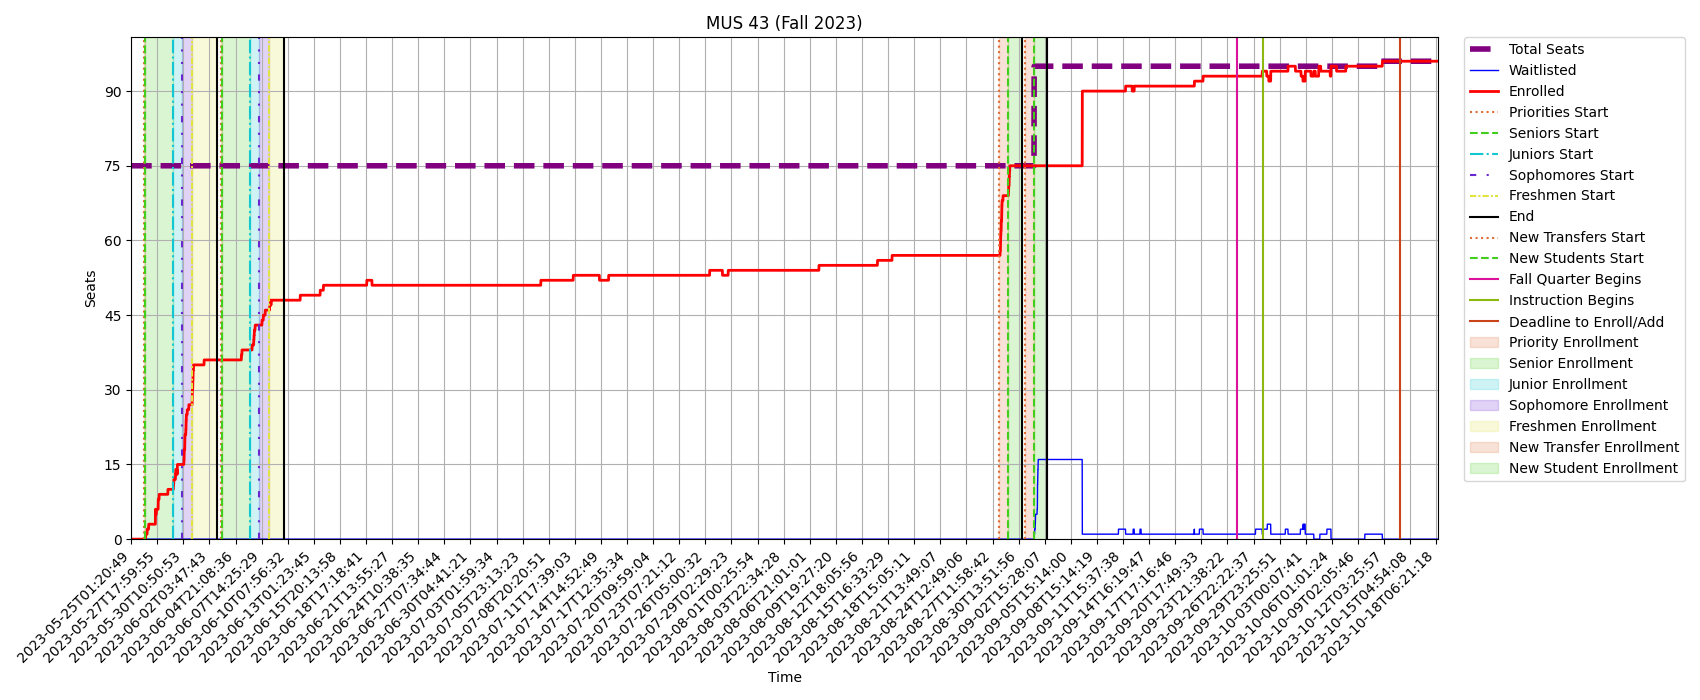 MUS 43 (Fall 2023)
Seats
90
75
60
45
30
15
0
2023-05-25T01:20:49
2023-05-27T17:59:55
2023-05-30T10:50:53
2023-06-02T03:47:43
2023-06-04T21:08:36
2023-06-07T14:25:29
2023-06-10T07:56:32
2023-06-13T01:23:45
2023-06-15T20:13:58
2023-06-18T17:18:41
2023-06-21T13:55:27
2023-06-24T10:38:35
2023-06-27T07:34:44
2023-06-30T04:41:21
2023-07-03T01:59:34
2023-07-05T23:13:23
2023-07-08T20:20:51
2023-07-11T17:39:03
2023-07-14T14:52:49
2023-07-17T12:35:34
2023-07-20T09:59:04
2023-07-23T07:21:12
2023-07-26T05:00:32
2023-07-29T02:29:23
2023-08-01T00:25:54
2023-08-03T22:34:28
2023-08-06T21:01:01
2023-08-09T19:27:20
2023-08-12T18:05:56
2023-08-15T16:33:29
2023-08-18T15:05:11
2023-08-21T13:49:07
2023-08-24T12:49:06
2023-08-27T11:58:42
2023-08-30T13:51:56
2023-09-02T15:28:07
2023-09-05T15:14:00
2023-09-08T15:14:19
2023-09-11T15:37:38
2023-09-14T16:19:47
2023-09-17T17:16:46
2023-09-20T17:49:33
2023-09-23T21:38:22
2023-09-26T22:22:37
2023-09-29T23:25:51
2023-10-03T00:07:41
2023-10-06T01:01:24
2023-10-09T02:05:46
2023-10-12T03:25:57
2023-10-15T04:54:08
2023-10-18T06:21:18
Time
Total Seats
Waitlisted
Enrolled
Priorities Start
Seniors Start
Juniors Start
Sophomores Start
Freshmen Start
End
New Transfers Start
New Students Start
Fall Quarter Begins
Instruction Begins
Deadline to Enroll/Add
Priority Enrollment
Senior Enrollment
Junior Enrollment
Sophomore Enrollment
Freshmen Enrollment
New Transfer Enrollment
New Student Enrollment